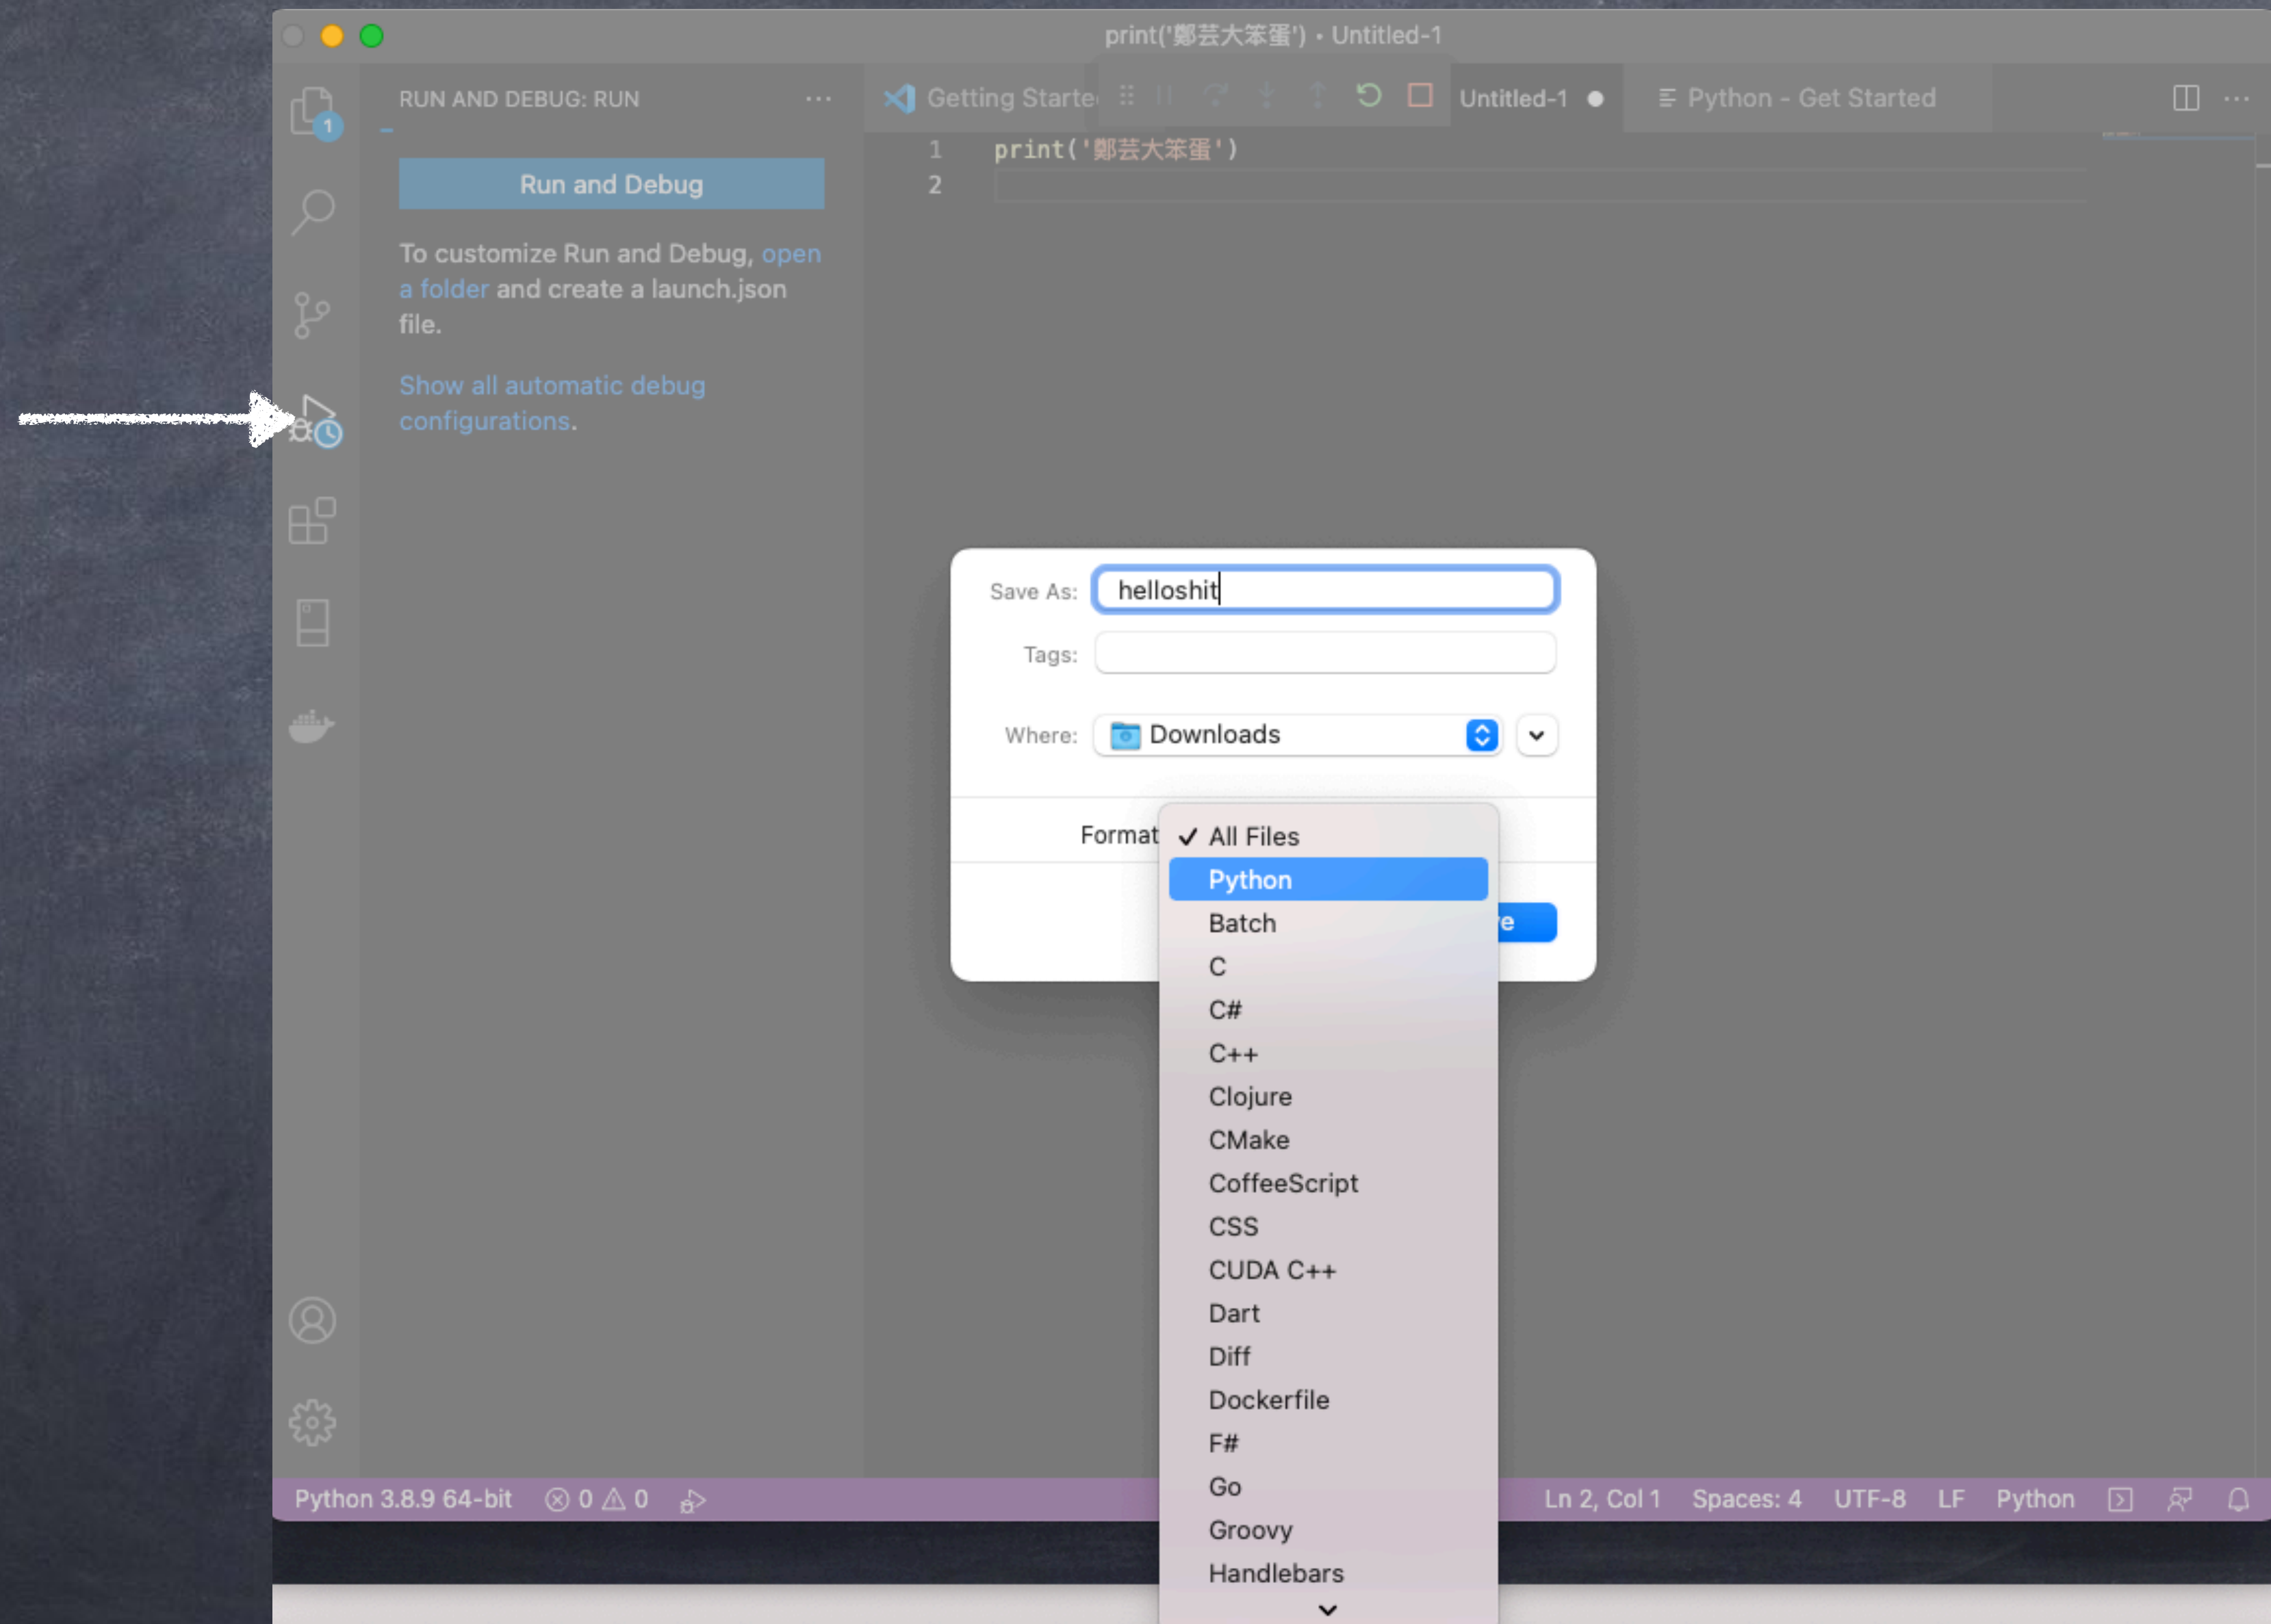 print('鄭芸大笨蛋') • Untitled-1
1
RUN AND DEBUG: RUN
Run and Debug
To customize Run and Debug, open
a folder and create a launch.json
file.
Show all automatic debug
configurations.
Getting Starte
Untitled-1
Python - Get Started
1 print('鄭芸大笨蛋')
2
Save As: helloshit
Tags:
Where: Downloads
Format
All Files
Python
Batch
C
C#
C++
Clojure
CMake
CoffeeScript
CSS
CUDA C++
Dart
Diff
Dockerfile
F#
Go
Groovy
Handlebars
Python 3.8.9 64-bit 0 0
Ln 2, Col 1 Spaces: 4 UTF-8 LF Python